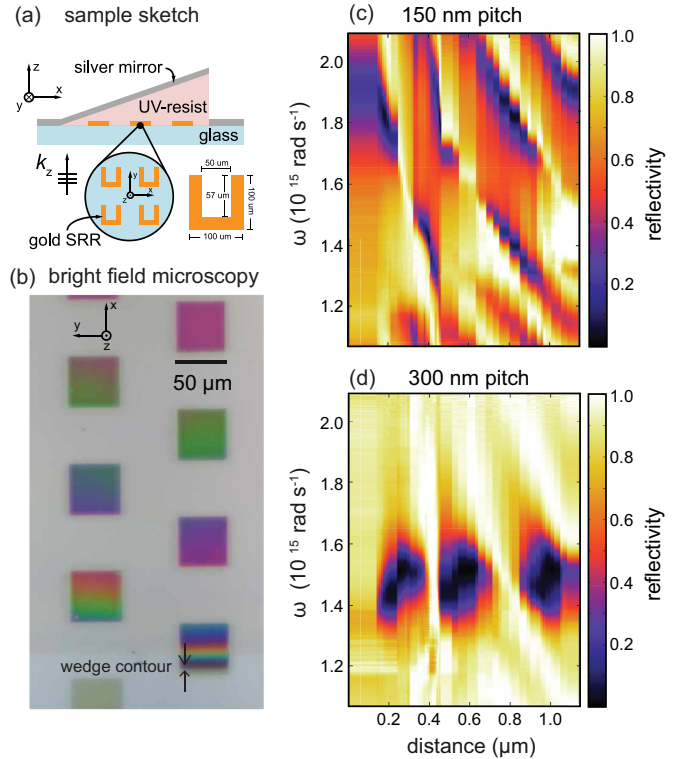 (a) sample sketch
silver mirror
z
x
y
UV-resist
glass
k_z
50 um
57 um
100 um
100 um
y
x
z
gold SRR
(b) bright field microscopy
x
y
z
50 µm
wedge contour
(c) 150 nm pitch
2.0
1.8
1.6
1.4
1.2
ω (10 ¹⁵ rad s⁻¹)
1.0
0.8
0.6
0.4
0.2
reflectivity
(d) 300 nm pitch
2.0
1.8
1.6
1.4
1.2
ω (10 ¹⁵ rad s⁻¹)
0.2 0.4 0.6 0.8 1.0
distance (µm)
1.0
0.8
0.6
0.4
0.2
reflectivity